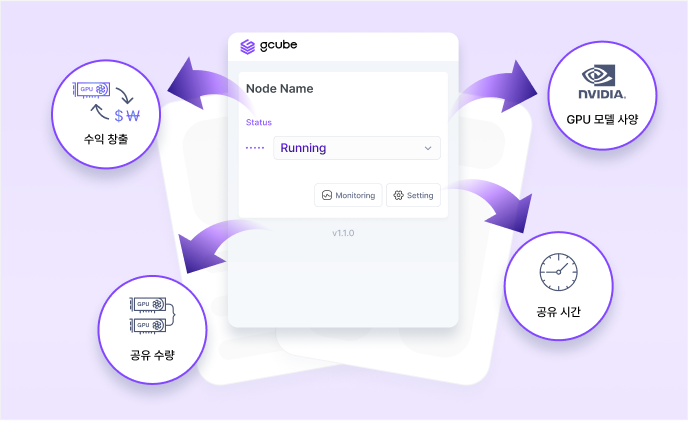 gcube
Node Name
Status
Running
Monitoring
Setting
v1.1.0
GPU
$ ₩
수익 창출
NVIDIA.
GPU 모델 사양
GPU
GPU
공유 수량
공유 시간